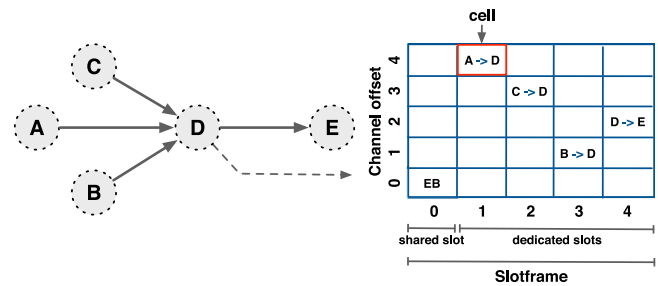 cell
C
A
D
E
B
Channel offset
4
3
2
1
0
A -> D
C -> D
D -> E
B -> D
EB
0 1 2 3 4
shared slot
dedicated slots
Slotframe